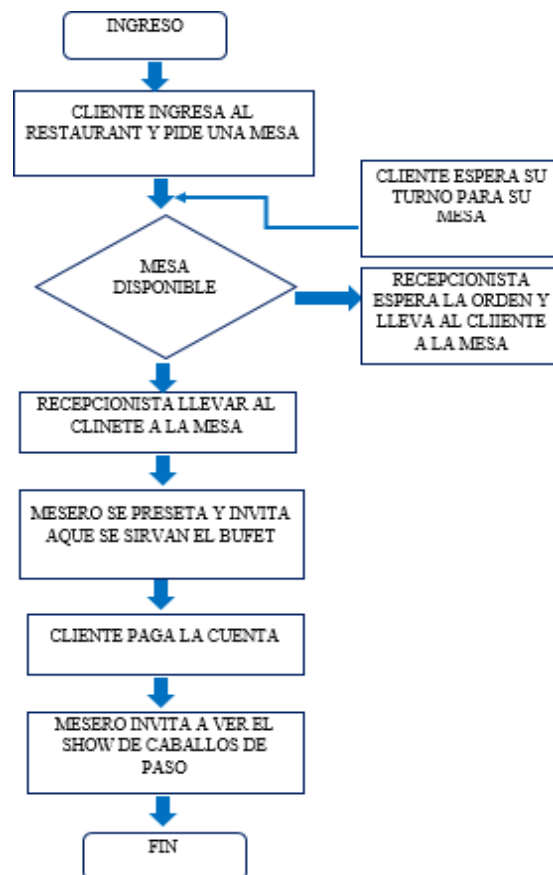 INGRESO
CLIENTE INGRESA AL
RESTAURANT Y PIDE UNA MESA
CLIENTE ESPERA SU
TURNO PARA SU
MESA
MESA
DISPONIBLE
RECEPCIONISTA
ESPERA LA ORDEN Y
LLEVA AL CLIIENTE
A LA MESA
RECEPCIONISTA LLEVAR AL
CLINETE A LA MESA
MESERO SE PRESETA Y INVITA
AQUE SE SIRVAN EL BUFET
CLIENTE PAGA LA CUENTA
MESERO INVITA A VER EL
SHOW DE CABALLOS DE
PASO
FIN